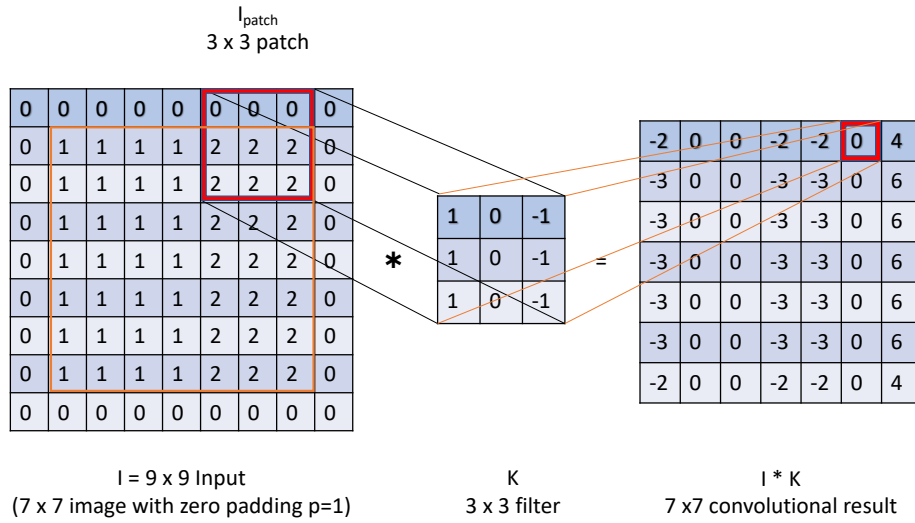 I_patch
3 x 3 patch
0 0 0 0 0 0 0 0 0
0 1 1 1 1 2 2 2 0
0 1 1 1 1 2 2 2 0
0 1 1 1 1 2 2 2 0
0 1 1 1 1 2 2 2 0
0 1 1 1 1 2 2 2 0
0 1 1 1 1 2 2 2 0
0 1 1 1 1 2 2 2 0
0 0 0 0 0 0 0 0 0
*
1 0 -1
1 0 -1
1 0 -1
=
-2 0 0 -2 -2 0 4
-3 0 0 -3 -3 0 6
-3 0 0 -3 -3 0 6
-3 0 0 -3 -3 0 6
-3 0 0 -3 -3 0 6
-3 0 0 -3 -3 0 6
-2 0 0 -2 -2 0 4
I = 9 x 9 Input
(7 x 7 image with zero padding p=1)
K
3 x 3 filter
I * K
7 x7 convolutional result